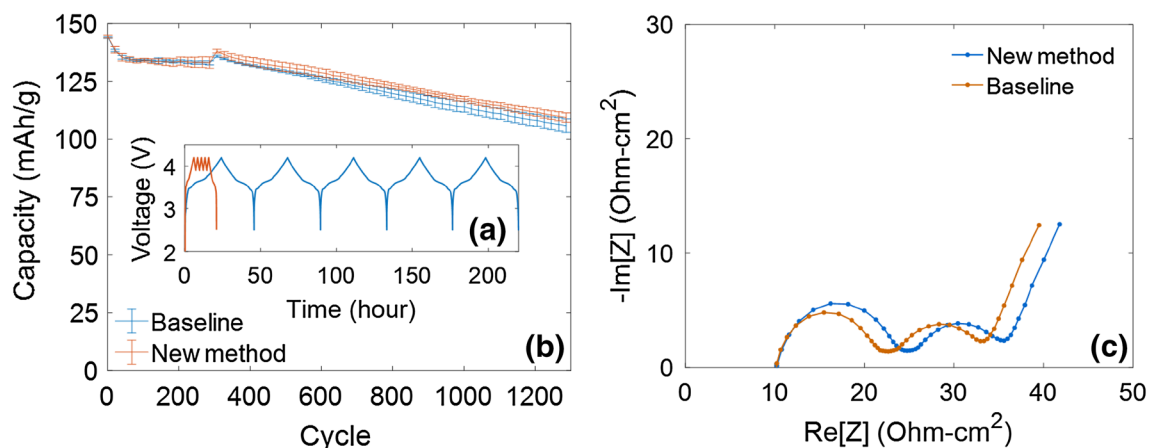 150
125
100
75
50
25
0
Capacity (mAh/g)
0 200 400 600 800 1000 1200
Cycle
Baseline
New method
(b)
4
3
2
Voltage (V)
0 50 100 150 200
Time (hour)
(a)
30
20
10
0
-Im[Z] (Ohm-cm²)
0 10 20 30 40 50
Re[Z] (Ohm-cm²)
New method
Baseline
(c)